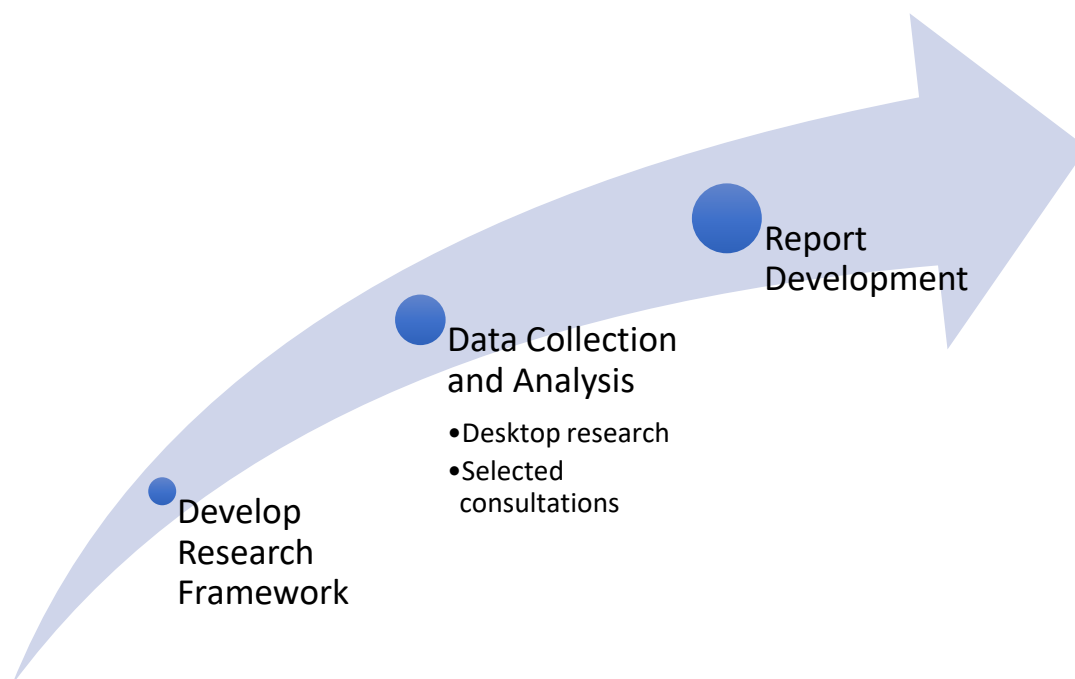 Report
Development
Data Collection
and Analysis
•Desktop research
•Selected
consultations
Develop
Research
Framework